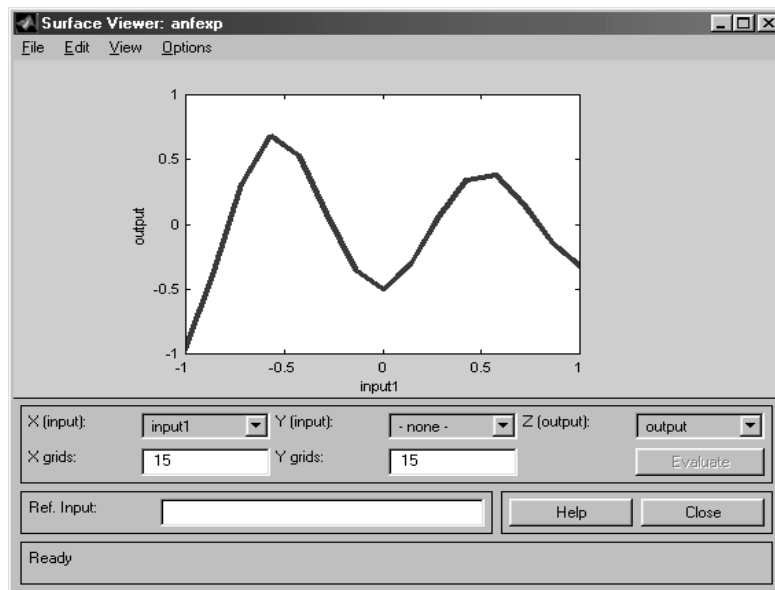 Surface Viewer: anfexp
File Edit View Options
1
0.5
0
-0.5
-1
output
-1 -0.5 0 0.5 1
input1
X (input): input1 Y (input): - none - Z (output): output
X grids: 15 Y grids: 15 Evaluate
Ref. Input: Help Close
Ready